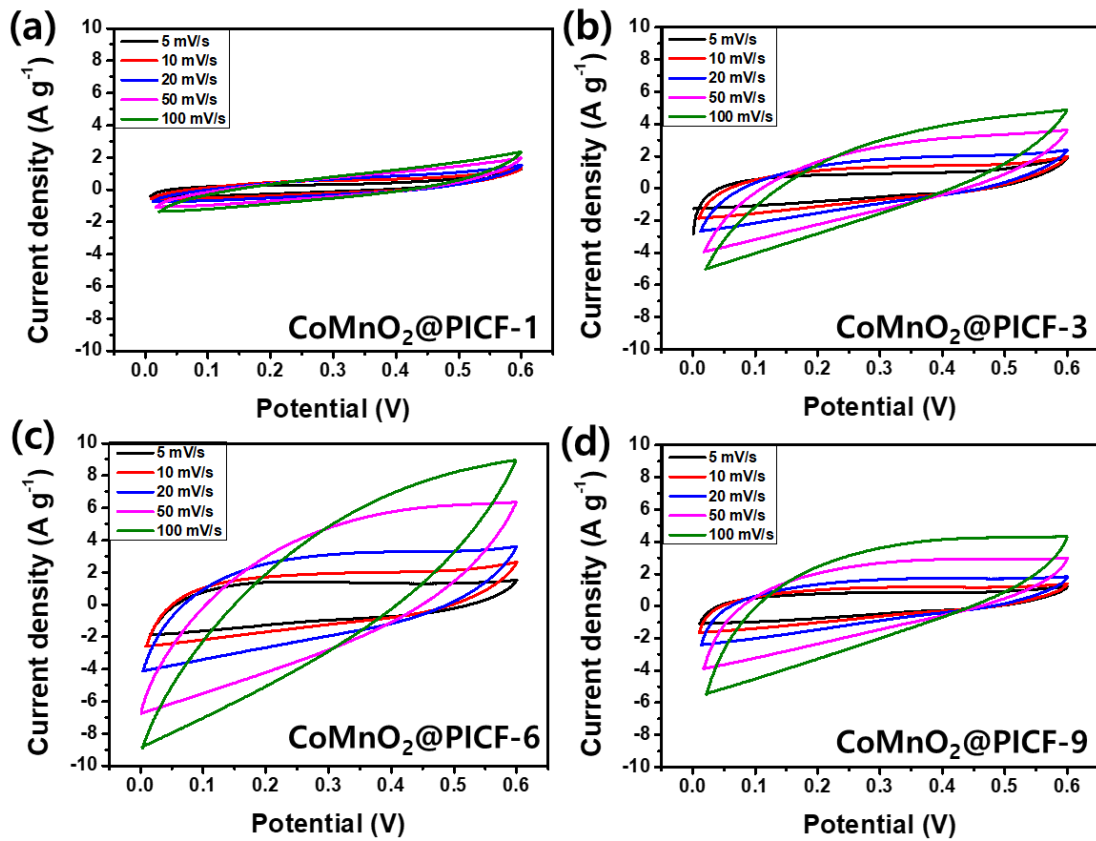 (a)
5 mV/s
10 mV/s
20 mV/s
50 mV/s
100 mV/s
10
8
6
4
2
0
-2
-4
-6
-8
-10
Current density (A g⁻¹)
CoMnO₂@PICF-1
0.0 0.1 0.2 0.3 0.4 0.5 0.6
Potential (V)
(b)
5 mV/s
10 mV/s
20 mV/s
50 mV/s
100 mV/s
10
8
6
4
2
0
-2
-4
-6
-8
-10
Current density (A g⁻¹)
CoMnO₂@PICF-3
0.0 0.1 0.2 0.3 0.4 0.5 0.6
Potential (V)
(c)
5 mV/s
10 mV/s
20 mV/s
50 mV/s
100 mV/s
10
8
6
4
2
0
-2
-4
-6
-8
-10
Current density (A g⁻¹)
CoMnO₂@PICF-6
0.0 0.1 0.2 0.3 0.4 0.5 0.6
Potential (V)
(d)
5 mV/s
10 mV/s
20 mV/s
50 mV/s
100 mV/s
10
8
6
4
2
0
-2
-4
-6
-8
-10
Current density (A g⁻¹)
CoMnO₂@PICF-9
0.0 0.1 0.2 0.3 0.4 0.5 0.6
Potential (V)